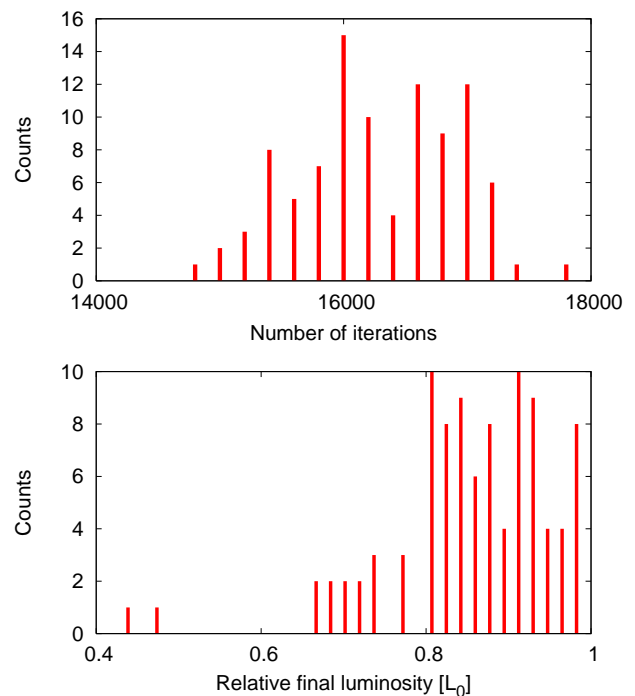 16
14
12
10
8
6
4
2
0
Counts
14000 16000 18000
Number of iterations
10
8
6
4
2
0
Counts
0.4 0.6 0.8 1
Relative final luminosity [L0]